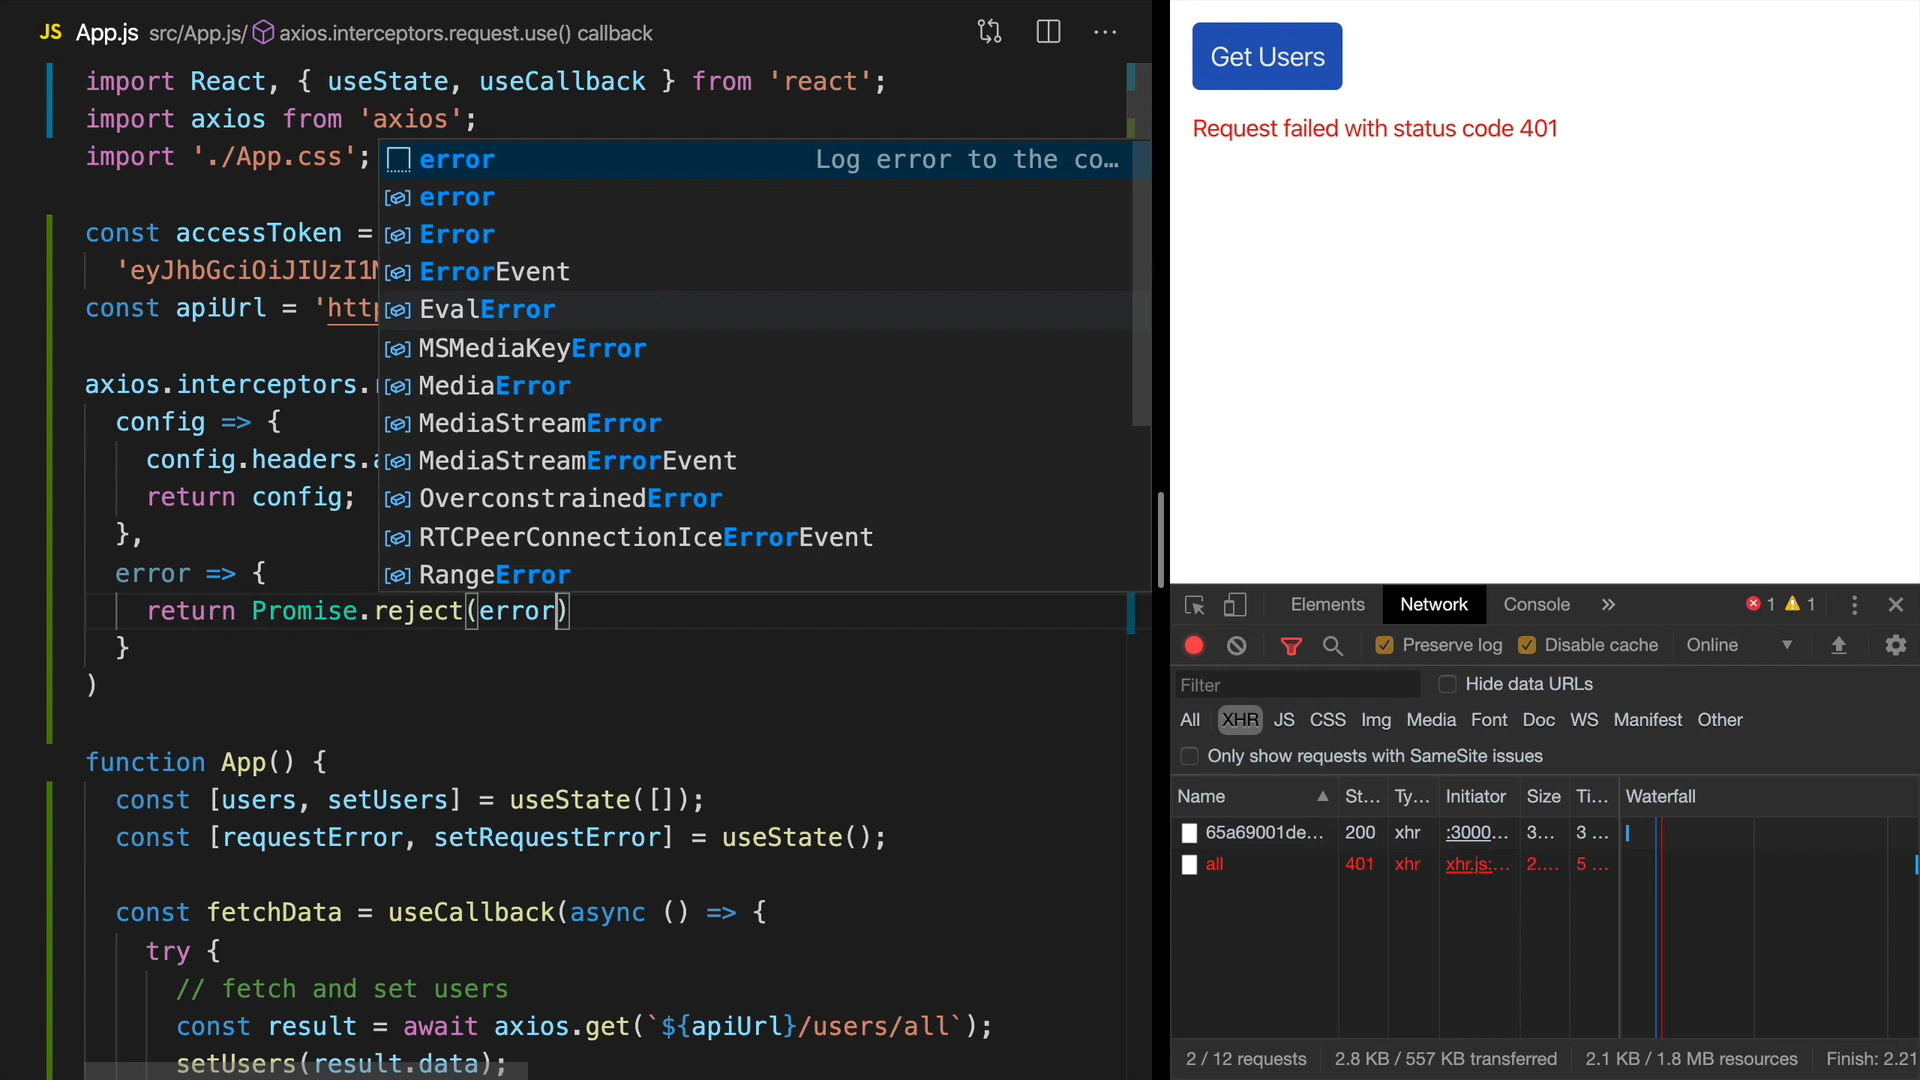 JS App.js src/App.js/ axios.interceptors.request.use() callback
import React, { useState, useCallback } from 'react';
import axios from 'axios';
import './App.css';
error Log error to the co…
error
Error
ErrorEvent
EvalError
MSMediaKeyError
MediaError
MediaStreamError
MediaStreamErrorEvent
OverconstrainedError
RTCPeerConnectionIceErrorEvent
RangeError
const accessToken =
'eyJhbGciOiJIUzI1N
const apiUrl = 'http
axios.interceptors.
config => {
config.headers.a
return config;
},
error => {
return Promise.reject(error)
}
)
function App() {
const [users, setUsers] = useState([]);
const [requestError, setRequestError] = useState();
const fetchData = useCallback(async () => {
try {
// fetch and set users
const result = await axios.get(`${apiUrl}/users/all`);
setUsers(result.data);
Get Users
Request failed with status code 401
Elements Network Console » 1 1
Preserve log Disable cache Online
Filter Hide data URLs
All XHR JS CSS Img Media Font Doc WS Manifest Other
Only show requests with SameSite issues
Name St... Ty... Initiator Size Ti... Waterfall
65a69001de... 200 xhr :3000... 3... 3 ...
all 401 xhr xhr.js:... 2.... 5 ...
2 / 12 requests 2.8 KB / 557 KB transferred 2.1 KB / 1.8 MB resources Finish: 2.21